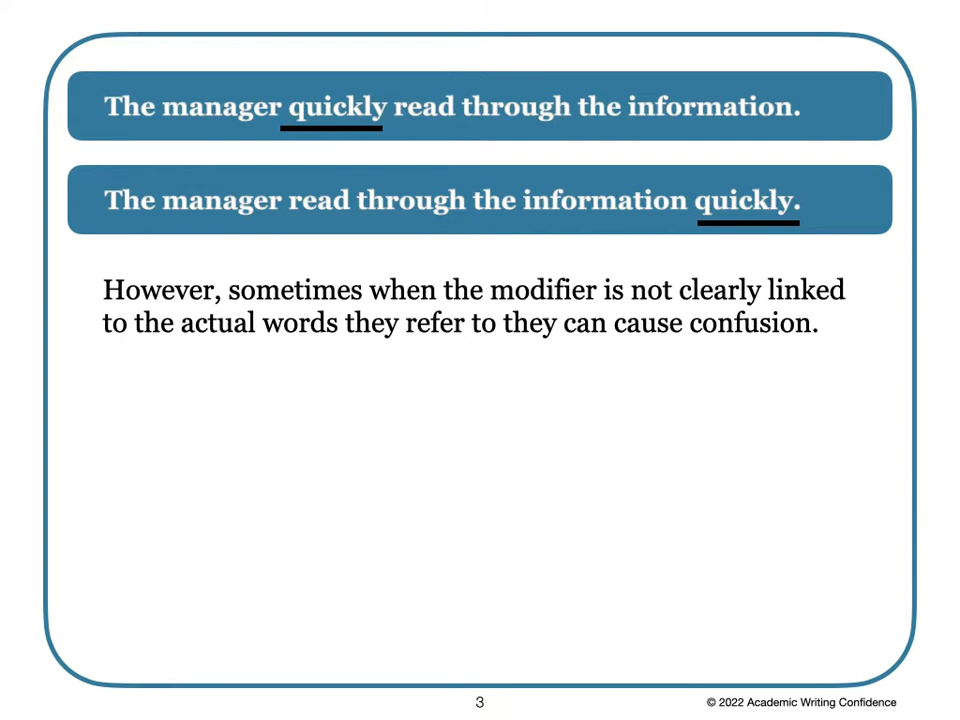 The manager quickly read through the information.
The manager read through the information quickly.
However, sometimes when the modifier is not clearly linked
to the actual words they refer to they can cause confusion.
3
© 2022 Academic Writing Confidence